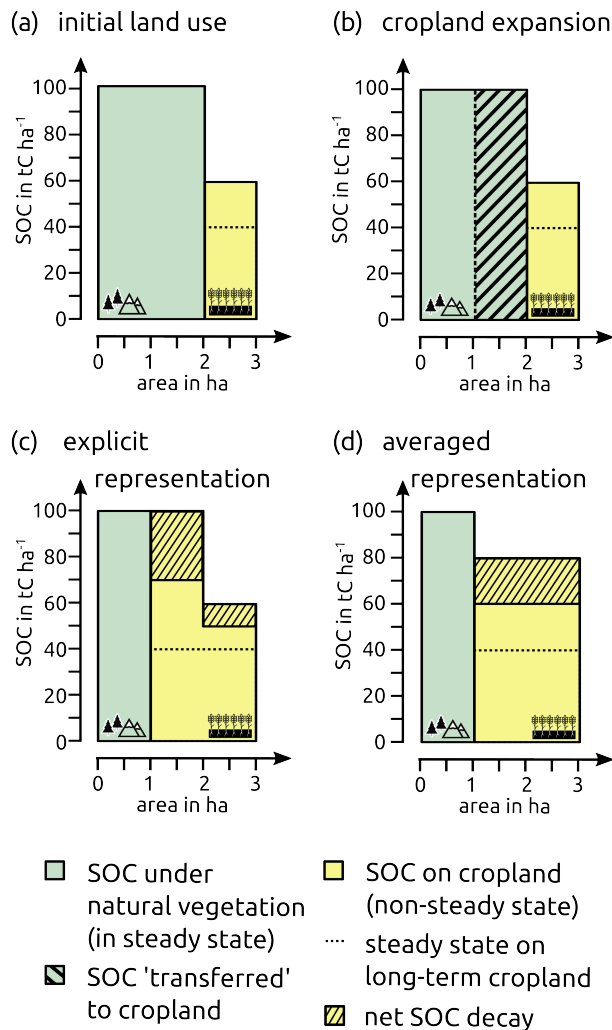 (a) initial land use
SOC in tC ha⁻¹
100
80
60
40
20
0
0 1 2 3
area in ha
(b) cropland expansion
SOC in tC ha⁻¹
100
80
60
40
20
0
0 1 2 3
area in ha
(c) explicit
representation
SOC in tC ha⁻¹
100
80
60
40
20
0
0 1 2 3
area in ha
(d) averaged
representation
SOC in tC ha⁻¹
100
80
60
40
20
0
0 1 2 3
area in ha
SOC under
natural vegetation
(in steady state)
SOC 'transferred'
to cropland
SOC on cropland
(non-steady state)
steady state on
long-term cropland
net SOC decay